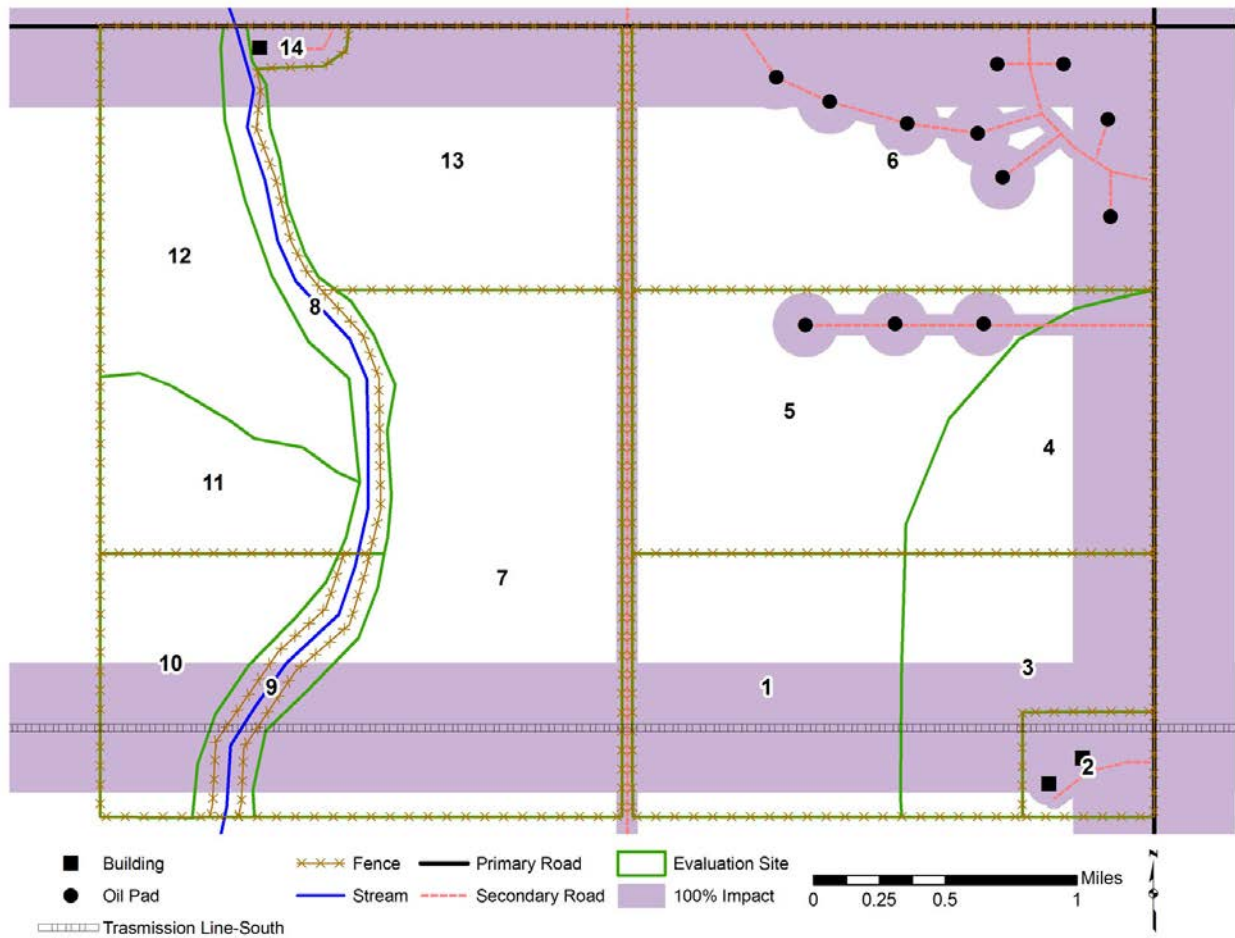 14
13
6
12
8
5
4
11
7
10
3
9
1
2
Building
Fence
Primary Road
Evaluation Site
Miles
Oil Pad
Stream
Secondary Road
100% Impact
0 0.25 0.5 1
Trasmission Line-South
N